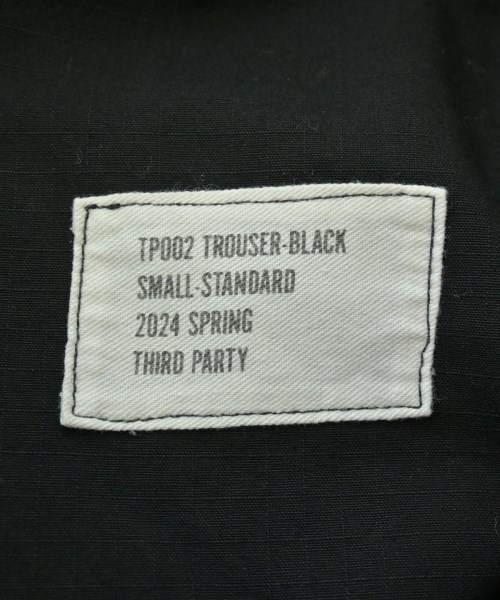 TP002 TROUSER-BLACK
SMALL-STANDARD
2024 SPRING
THIRD PARTY